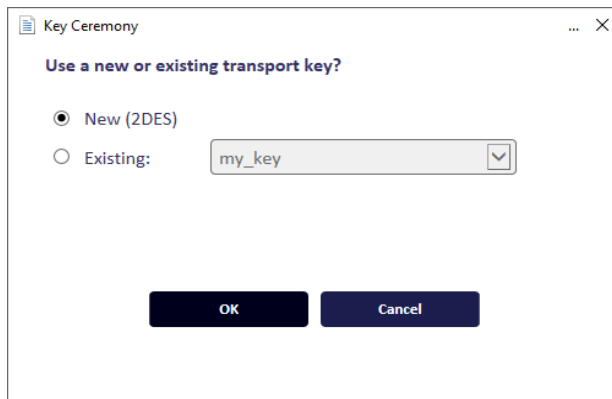 Key Ceremony ...
Use a new or existing transport key?
New (2DES)
Existing: my_key
OK Cancel